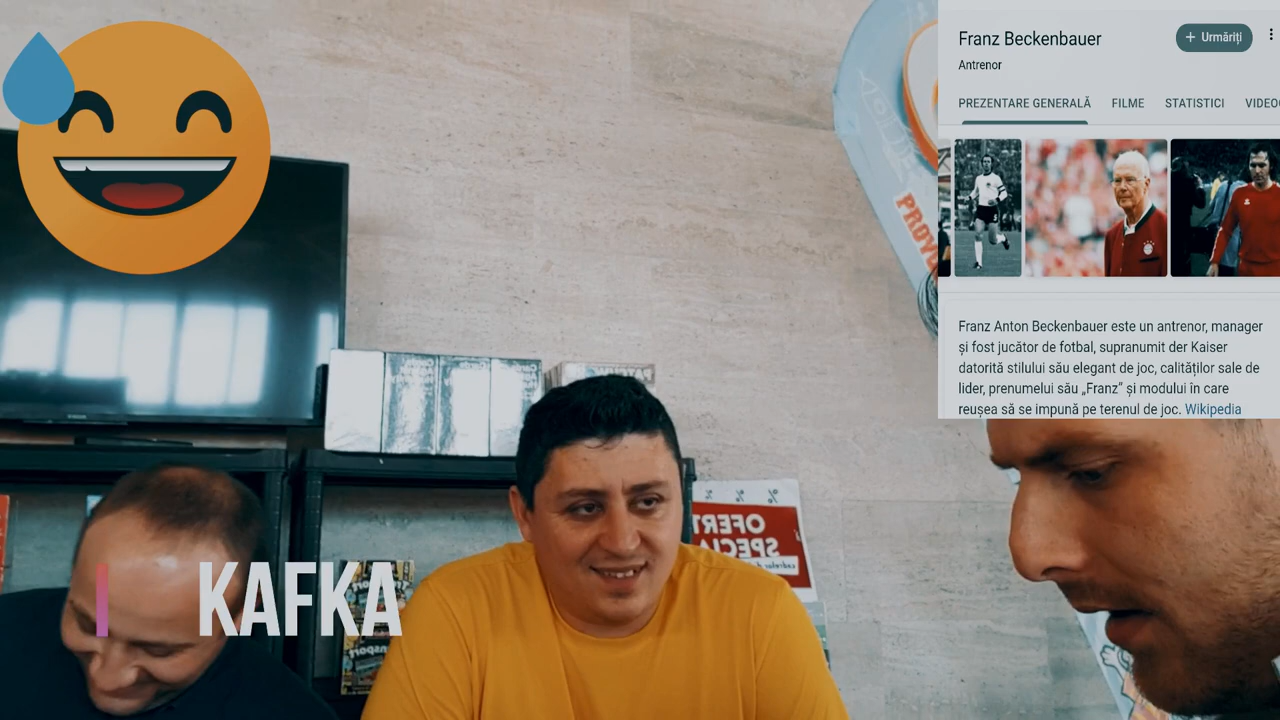 Franz Beckenbauer
+ Urmăriți
Antrenor
PREZENTARE GENERALĂ FILME STATISTICI
Franz Anton Beckenbauer este un antrenor, manager
și fost jucător de fotbal, supranumit der Kaiser
datorită stilului său elegant de joc, calităților sale de
lider, prenumelui său „Franz” și modului în care
reușea să se impună pe terenul de joc. Wikipedia
OFERT
SPECIA
KAFKA